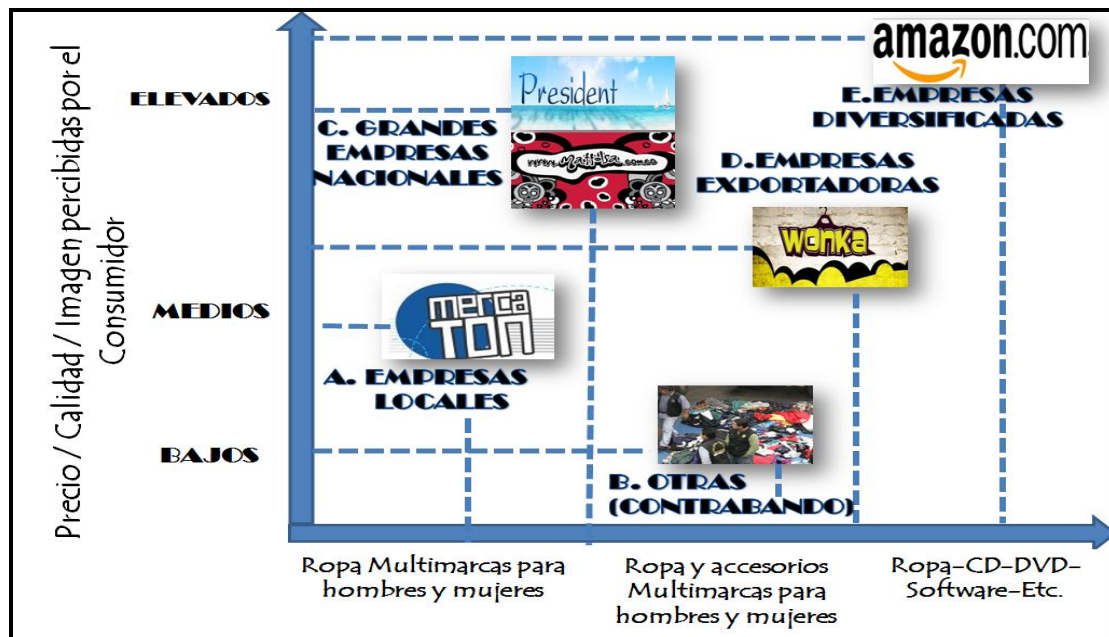 Precio / Calidad / Imagen percibidas por el
Consumidor
ELEVADOS
MEDIOS
BAJOS
amazon.com
E.EMPRESAS
DIVERSIFICADAS
President
C. GRANDES
EMPRESAS
NACIONALES
D.EMPRESAS
EXPORTADORAS
WONKA
merca
TON
A. EMPRESAS
LOCALES
B. OTRAS
(CONTRABANDO)
Ropa Multimarcas para
hombres y mujeres
Ropa y accesorios
Multimarcas para
hombres y mujeres
Ropa-CD-DVD-
Software-Etc.